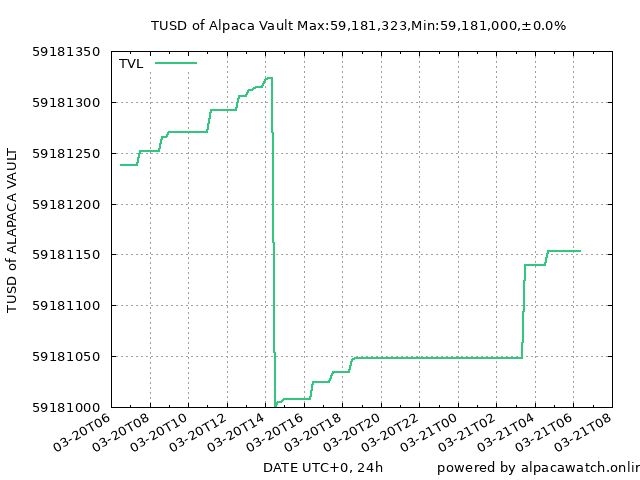 TUSD of Alpaca Vault Max:59,181,323,Min:59,181,000,±0.0%
TVL
59181350
59181300
59181250
59181200
59181150
59181100
59181050
59181000
TUSD of ALAPACA VAULT
03-20T06
03-20T08
03-20T10
03-20T12
03-20T14
03-20T16
03-20T18
03-20T20
03-20T22
03-21T00
03-21T02
03-21T04
03-21T06
03-21T08
DATE UTC+0, 24h
powered by alpacawatch.onlin